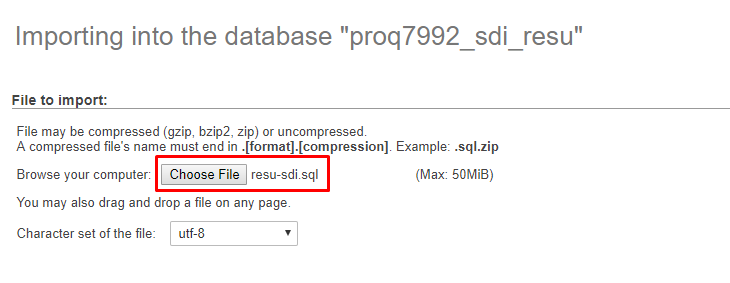 Importing into the database "proq7992_sdi_resu"
File to import:
File may be compressed (gzip, bzip2, zip) or uncompressed.
A compressed file's name must end in .[format].[compression]. Example: .sql.zip
Browse your computer: Choose File resu-sdi.sql (Max: 50MiB)
You may also drag and drop a file on any page.
Character set of the file: utf-8